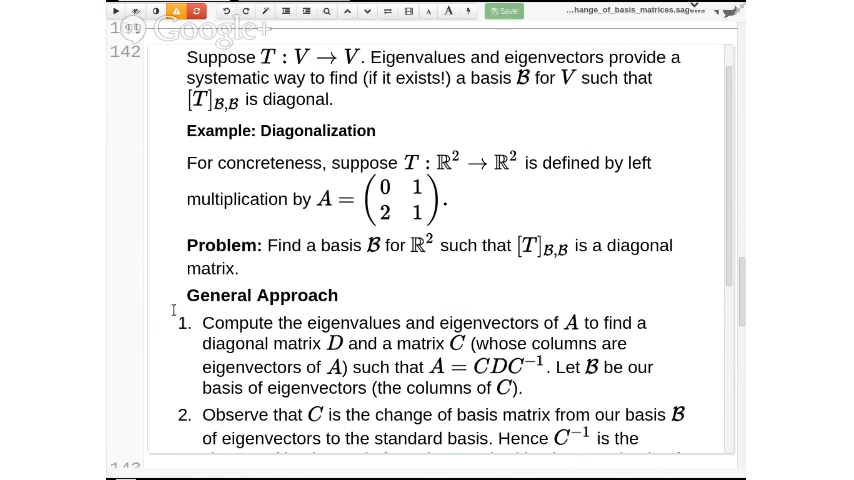 ...hange_of_basis_matrices.sagews
Save
Google+
142
Suppose T : V → V. Eigenvalues and eigenvectors provide a
systematic way to find (if it exists!) a basis ℬ for V such that
[T]ℬ,ℬ is diagonal.
Example: Diagonalization
For concreteness, suppose T : ℝ² → ℝ² is defined by left
multiplication by A = (0 1
2 1).
Problem: Find a basis ℬ for ℝ² such that [T]ℬ,ℬ is a diagonal
matrix.
General Approach
1. Compute the eigenvalues and eigenvectors of A to find a
diagonal matrix D and a matrix C (whose columns are
eigenvectors of A) such that A = CDC⁻¹. Let ℬ be our
basis of eigenvectors (the columns of C).
2. Observe that C is the change of basis matrix from our basis ℬ
of eigenvectors to the standard basis. Hence C⁻¹ is the